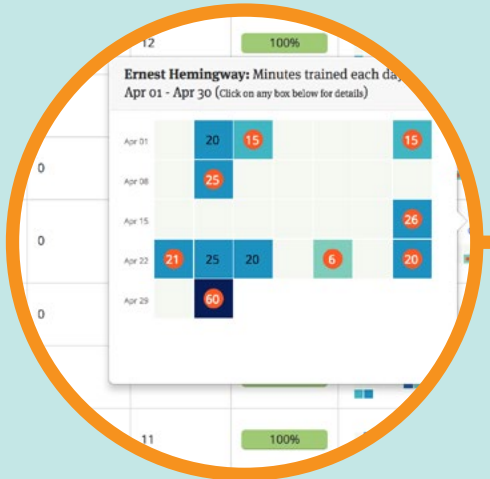 12 100%
Ernest Hemingway: Minutes trained each day
Apr 01 - Apr 30 (Click on any box below for details)
Apr 01 20 15 15
Apr 08 25
0
Apr 15 26
0
Apr 22 21 25 20 6 20
Apr 29 60
0
11 100%